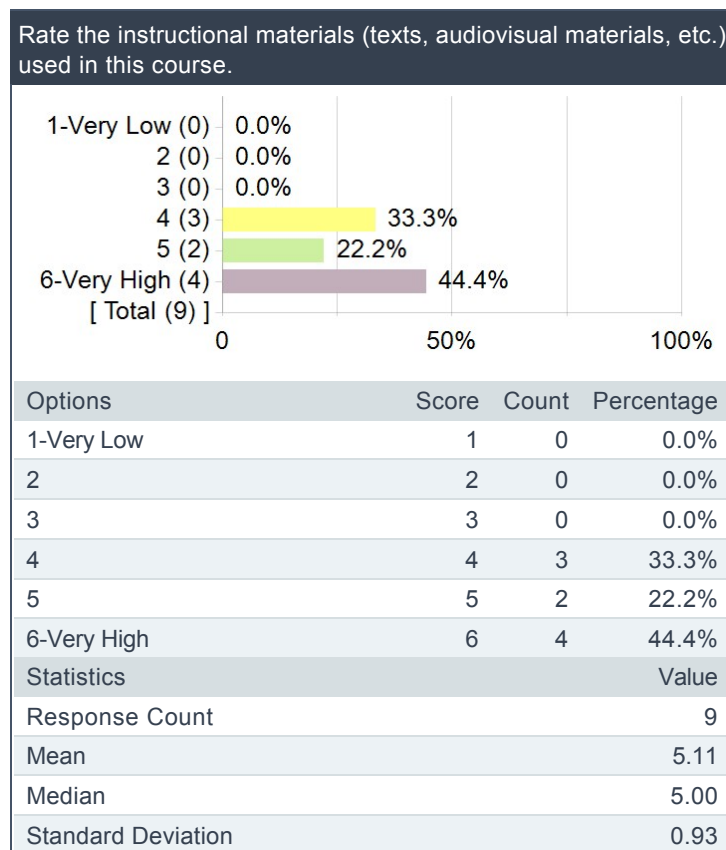 Rate the instructional materials (texts, audiovisual materials, etc.)
used in this course.
1-Very Low (0) 0.0%
2 (0) 0.0%
3 (0) 0.0%
4 (3) 33.3%
5 (2) 22.2%
6-Very High (4) 44.4%
[ Total (9) ]
0 50% 100%
Options Score Count Percentage
1-Very Low 1 0 0.0%
2 2 0 0.0%
3 3 0 0.0%
4 4 3 33.3%
5 5 2 22.2%
6-Very High 6 4 44.4%
Statistics Value
Response Count 9
Mean 5.11
Median 5.00
Standard Deviation 0.93